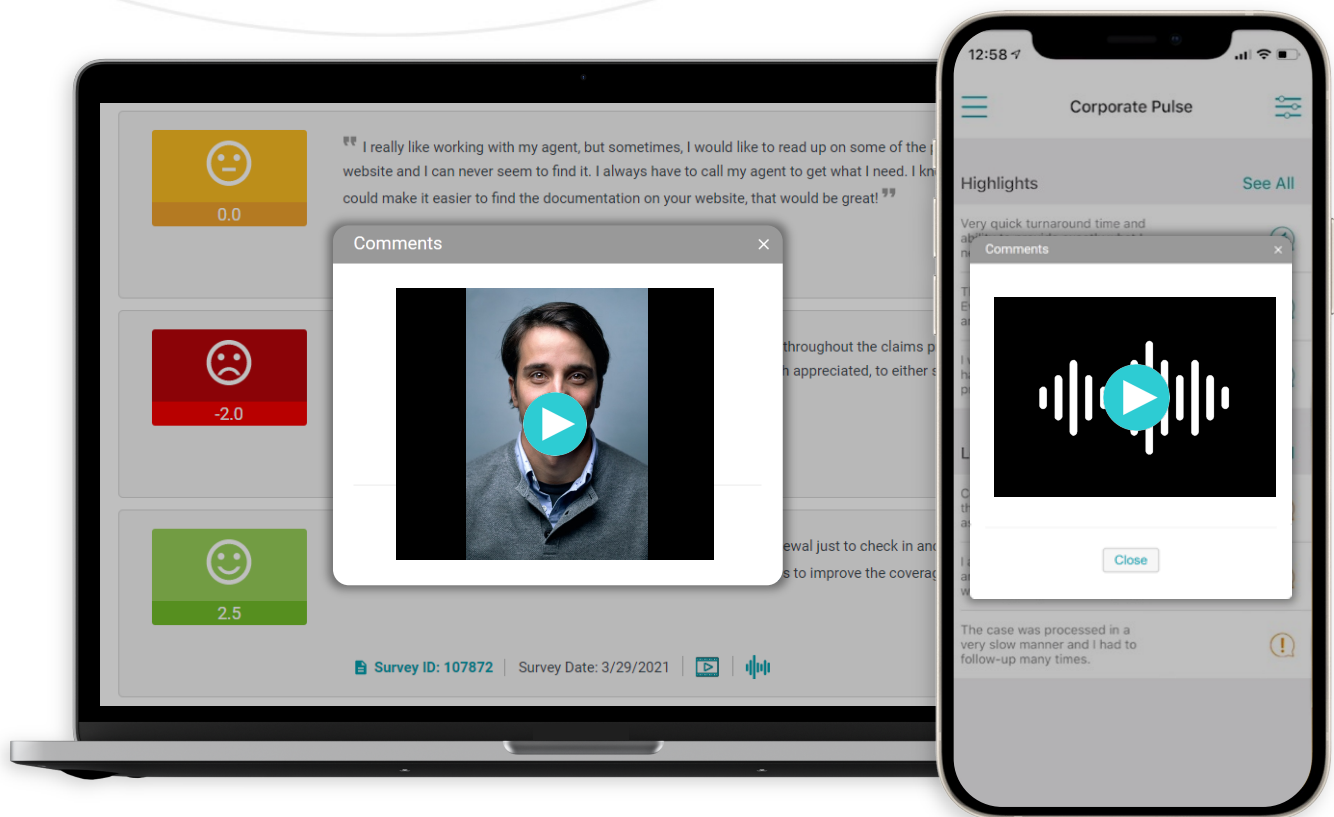 0.0
I really like working with my agent, but sometimes, I would like to read up on some of the
website and I can never seem to find it. I always have to call my agent to get what I need. I
could make it easier to find the documentation on your website, that would be great!
Comments
-2.0
throughout the claims
appreciated, to either
2.5
just to check in
to improve the
Survey ID: 107872
Survey Date: 3/29/2021
12:58
Corporate Pulse
Highlights
See All
Very quick turnaround time and
Comments
Close
The case was processed in a
very slow manner and I had to
follow-up many times.